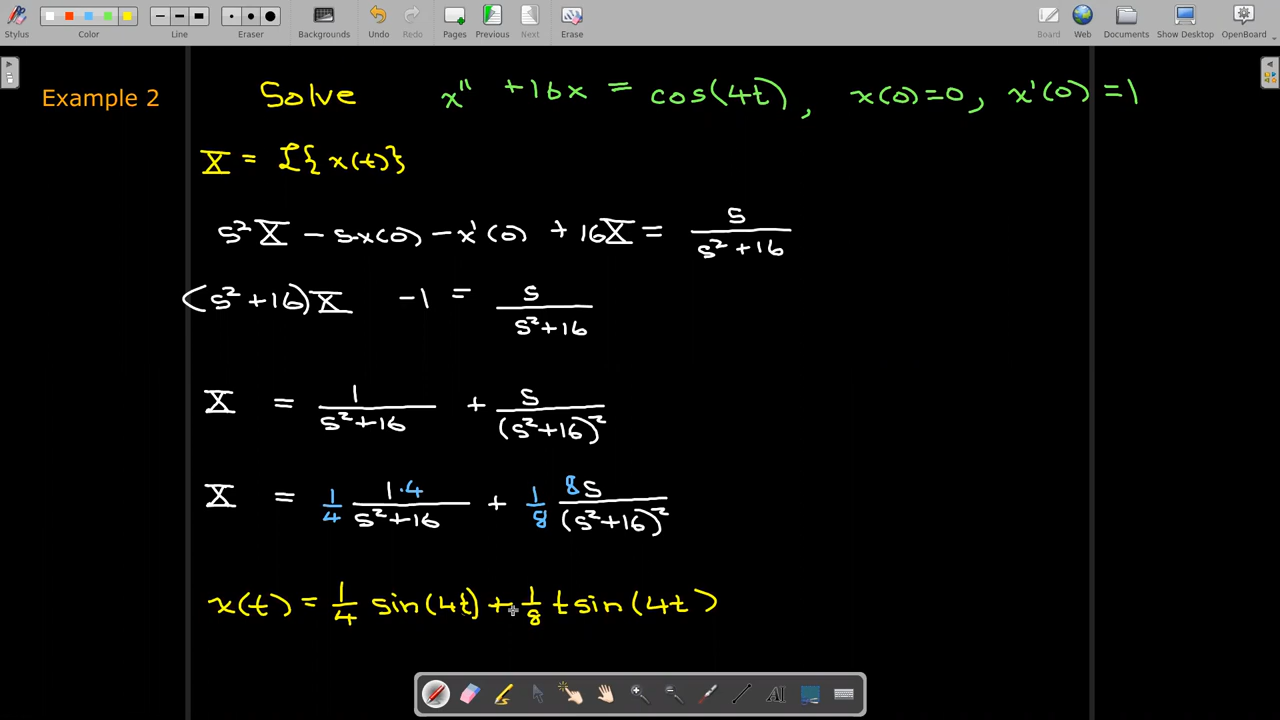 Stylus Color Line Eraser Backgrounds Undo Redo Pages Previous Next Erase Board Web Documents Show Desktop OpenBoard
Example 2 Solve x'' +16x = cos(4t), x(0)=0, x'(0)=1
X = ℒ{x(t)}
s²X - sx(0) - x'(0) + 16X = s/(s²+16)
(s²+16)X -1 = s/(s²+16)
X = 1/(s²+16) + s/(s²+16)²
X = 1/4 1·4/(s²+16) + 1/8 8s/(s²+16)²
x(t) = 1/4 sin(4t) + 1/8 t sin(4t)